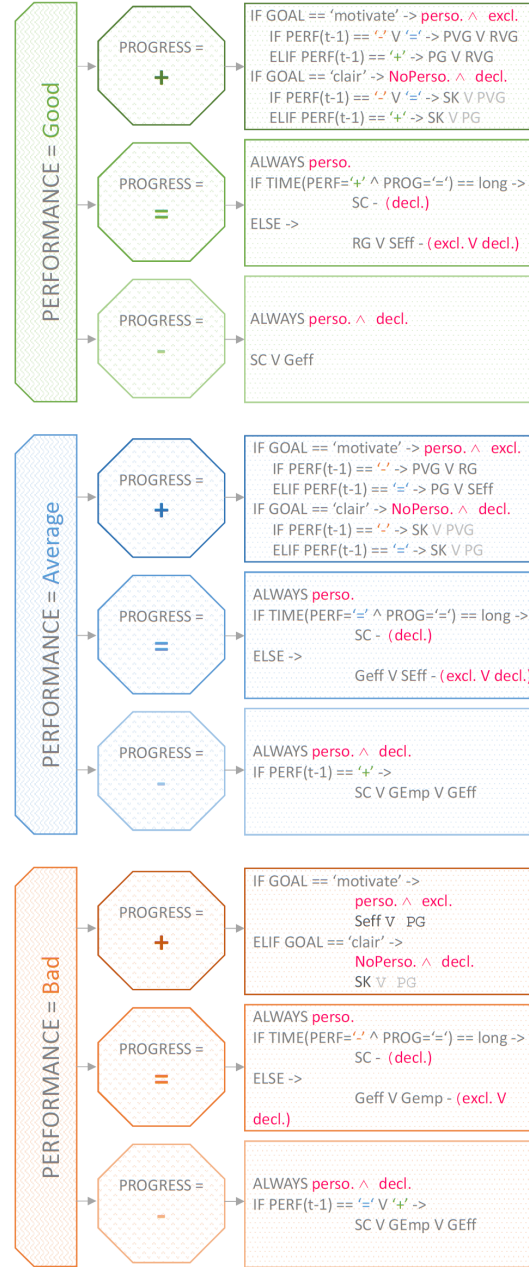 PERFORMANCE = Good
PROGRESS =
+
IF GOAL == 'motivate' -> perso. ∧ excl.
IF PERF(t-1) == '-' V '=' -> PVG V RVG
ELIF PERF(t-1) == '+' -> PG V RVG
IF GOAL == 'clair' -> NoPerso. ∧ decl.
IF PERF(t-1) == '-' V '=' -> SK V PVG
ELIF PERF(t-1) == '+' -> SK V PG
PROGRESS =
=
ALWAYS perso.
IF TIME(PERF='+' ^ PROG='=') == long ->
SC - (decl.)
ELSE ->
RG V SEff - (excl. V decl.)
PROGRESS =
-
ALWAYS perso. ∧ decl.
SC V Geff
PERFORMANCE = Average
PROGRESS =
+
IF GOAL == 'motivate' -> perso. ∧ excl.
IF PERF(t-1) == '-' -> PVG V RG
ELIF PERF(t-1) == '=' -> PG V SEff
IF GOAL == 'clair' -> NoPerso. ∧ decl.
IF PERF(t-1) == '-' -> SK V PVG
ELIF PERF(t-1) == '=' -> SK V PG
PROGRESS =
=
ALWAYS perso.
IF TIME(PERF='=' ^ PROG='=') == long ->
SC - (decl.)
ELSE ->
Geff V SEff - (excl. V decl.)
PROGRESS =
-
ALWAYS perso. ∧ decl.
IF PERF(t-1) == '+' ->
SC V GEmp V GEff
PERFORMANCE = Bad
PROGRESS =
+
IF GOAL == 'motivate' ->
perso. ∧ excl.
Seff V PG
ELIF GOAL == 'clair' ->
NoPerso. ∧ decl.
SK V PG
PROGRESS =
=
ALWAYS perso.
IF TIME(PERF='-' ^ PROG='=') == long ->
SC - (decl.)
ELSE ->
Geff V Gemp - (excl. V
decl.)
PROGRESS =
-
ALWAYS perso. ∧ decl.
IF PERF(t-1) == '=' V '+' ->
SC V GEmp V GEff